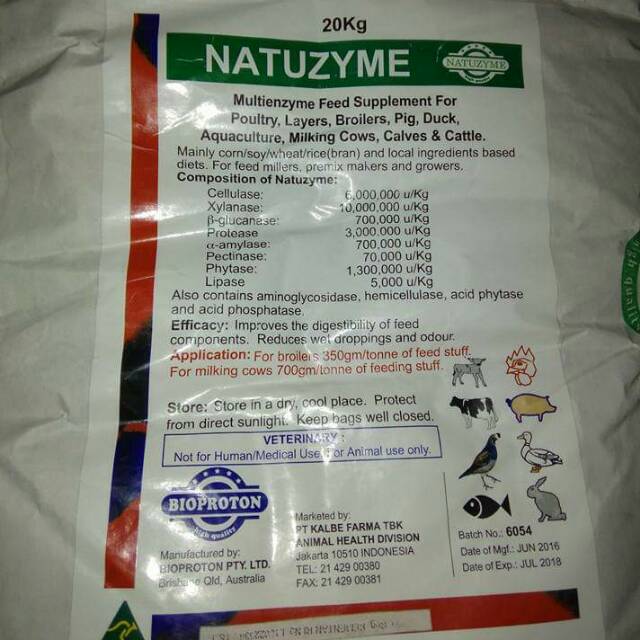 20Kg
NATUZYME
NATUZYME
Multienzyme Feed Supplement For
Poultry, Layers, Broilers, Pig, Duck,
Aquaculture, Milking Cows, Calves & Cattle.
Mainly corn/soy/wheat/rice(bran) and local ingredients based
diets. For feed millers, premix makers and growers.
Composition of Natuzyme:
Cellulase: 6,000,000 u/Kg
Xylanase: 10,000,000 u/Kg
β-glucanase: 700,000 u/Kg
Protease 3,000,000 u/Kg
α-amylase: 700,000 u/Kg
Pectinase: 70,000 u/Kg
Phytase: 1,300,000 u/Kg
Lipase 5,000 u/Kg
Also contains aminoglycosidase, hemicellulase, acid phytase
and acid phosphatase.
Efficacy: Improves the digestibility of feed
components. Reduces wet droppings and odour.
Application: For broilers 350gm/tonne of feed stuff.
For milking cows 700gm/tonne of feeding stuff.
Store: Store in a dry, cool place. Protect
from direct sunlight. Keep bags well closed.
VETERINARY :
Not for Human/Medical Use. For Animal use only.
BIOPROTON
high quality
Manufactured by:
BIOPROTON PTY. LTD.
Brisbane Qld, Australia
Marketed by:
PT KALBE FARMA TBK
ANIMAL HEALTH DIVISION
Jakarta 10510 INDONESIA
TEL: 21 429 00380
FAX: 21 429 00381
Batch No.: 6054
Date of Mgf.: JUN 2016
Date of Exp.: JUL 2018